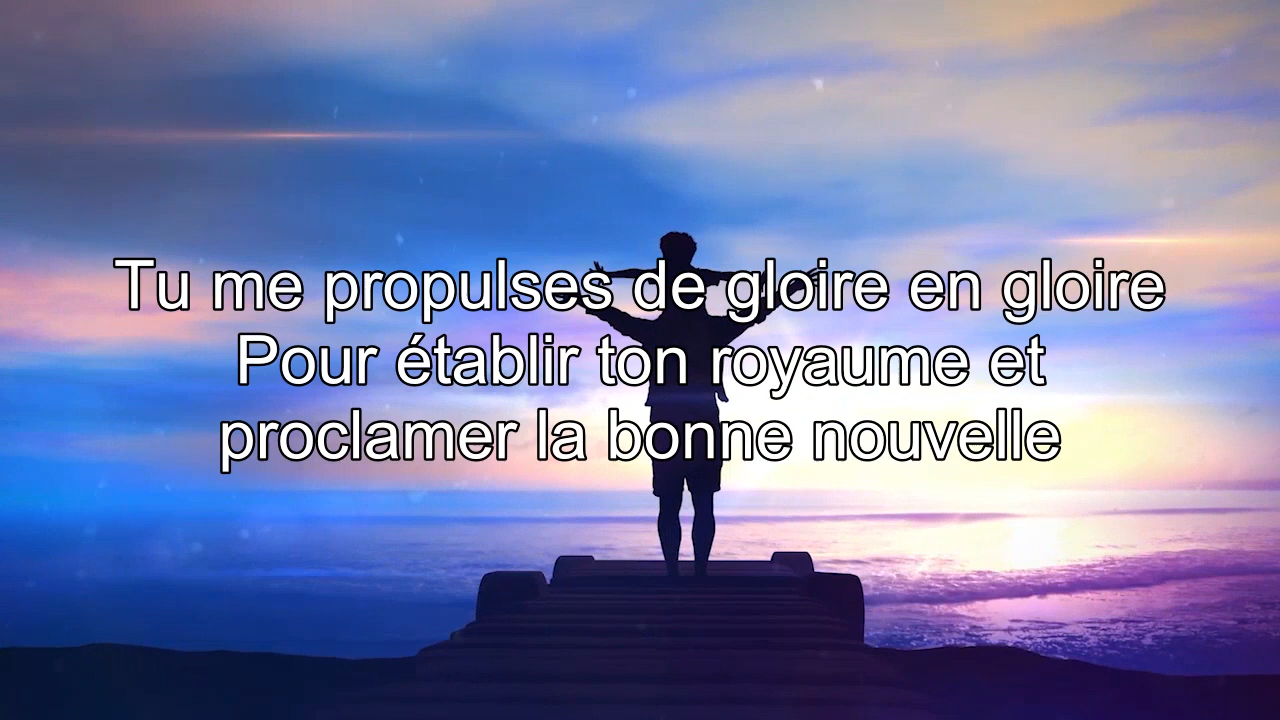 Tu me propulses de gloire en gloire
Pour établir ton royaume et
proclamer la bonne nouvelle